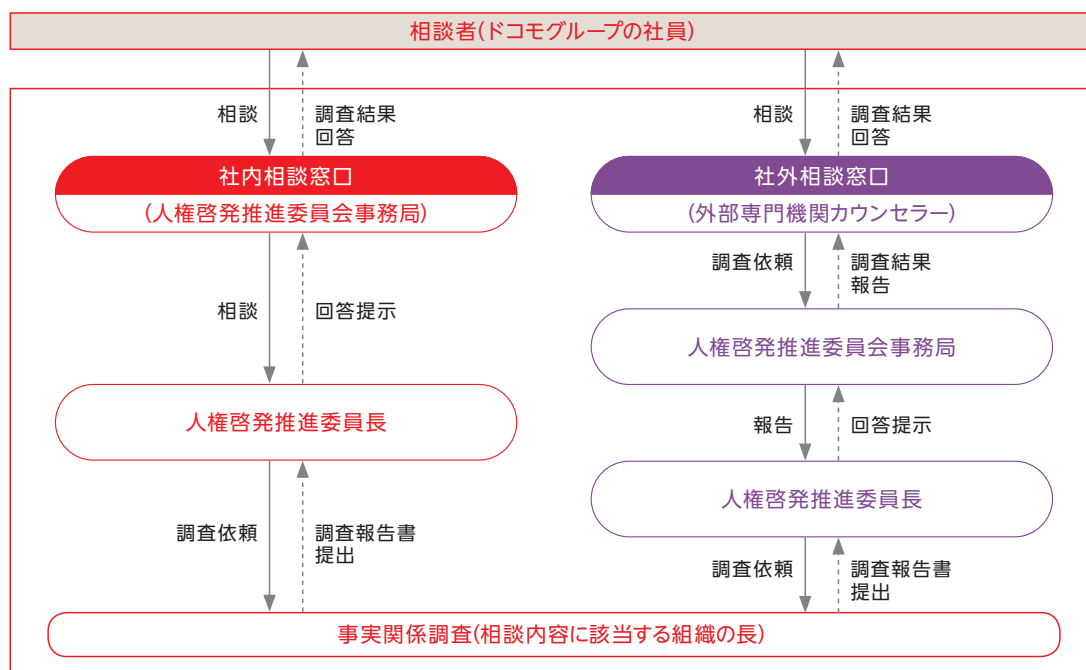 相談者(ドコモグループの社員)
相談
調査結果
回答
社内相談窓口
(人権啓発推進委員会事務局)
相談
回答提示
人権啓発推進委員長
調査依頼
調査報告書
提出
相談
調査結果
回答
社外相談窓口
(外部専門機関カウンセラー)
調査依頼
調査結果
報告
人権啓発推進委員会事務局
報告
回答提示
人権啓発推進委員長
調査依頼
調査報告書
提出
事実関係調査(相談内容に該当する組織の長)